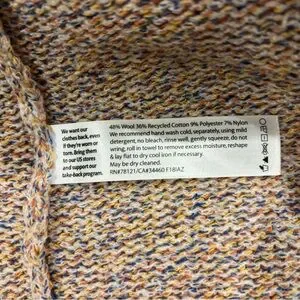 We want our
clothes back, even
if they're worn or
torn. Bring them
to our US stores
and support our
take-back program.
48% Wool 36% Recycled Cotton 9% Polyester 7% Nylon
We recommend hand wash cold, separately, using mild
detergent, no bleach, rinse well, gently squeeze, do not
wring, roll in towel to remove excess moisture, reshape
& lay flat to dry cool iron if necessary.
May be dry cleaned.
RN#78121/CA#34460 F18IAZ